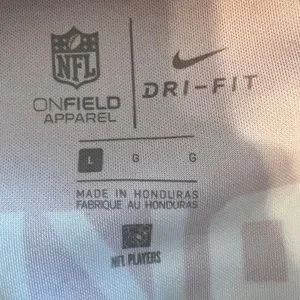 NFL
ONFIELD
APPAREL
DRI-FIT
L G G
MADE IN HONDURAS
FABRIQUE AU HONDURAS
NFL PLAYERS